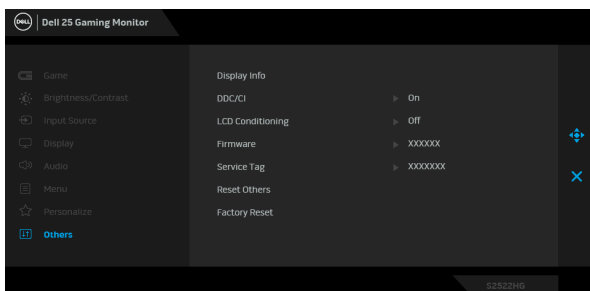 DELL Dell 25 Gaming Monitor
Game
Brightness/Contrast
Input Source
Display
Audio
Menu
Personalize
Others
Display Info
DDC/CI On
LCD Conditioning Off
Firmware XXXXXX
Service Tag XXXXXXX
Reset Others
Factory Reset
S2522HG